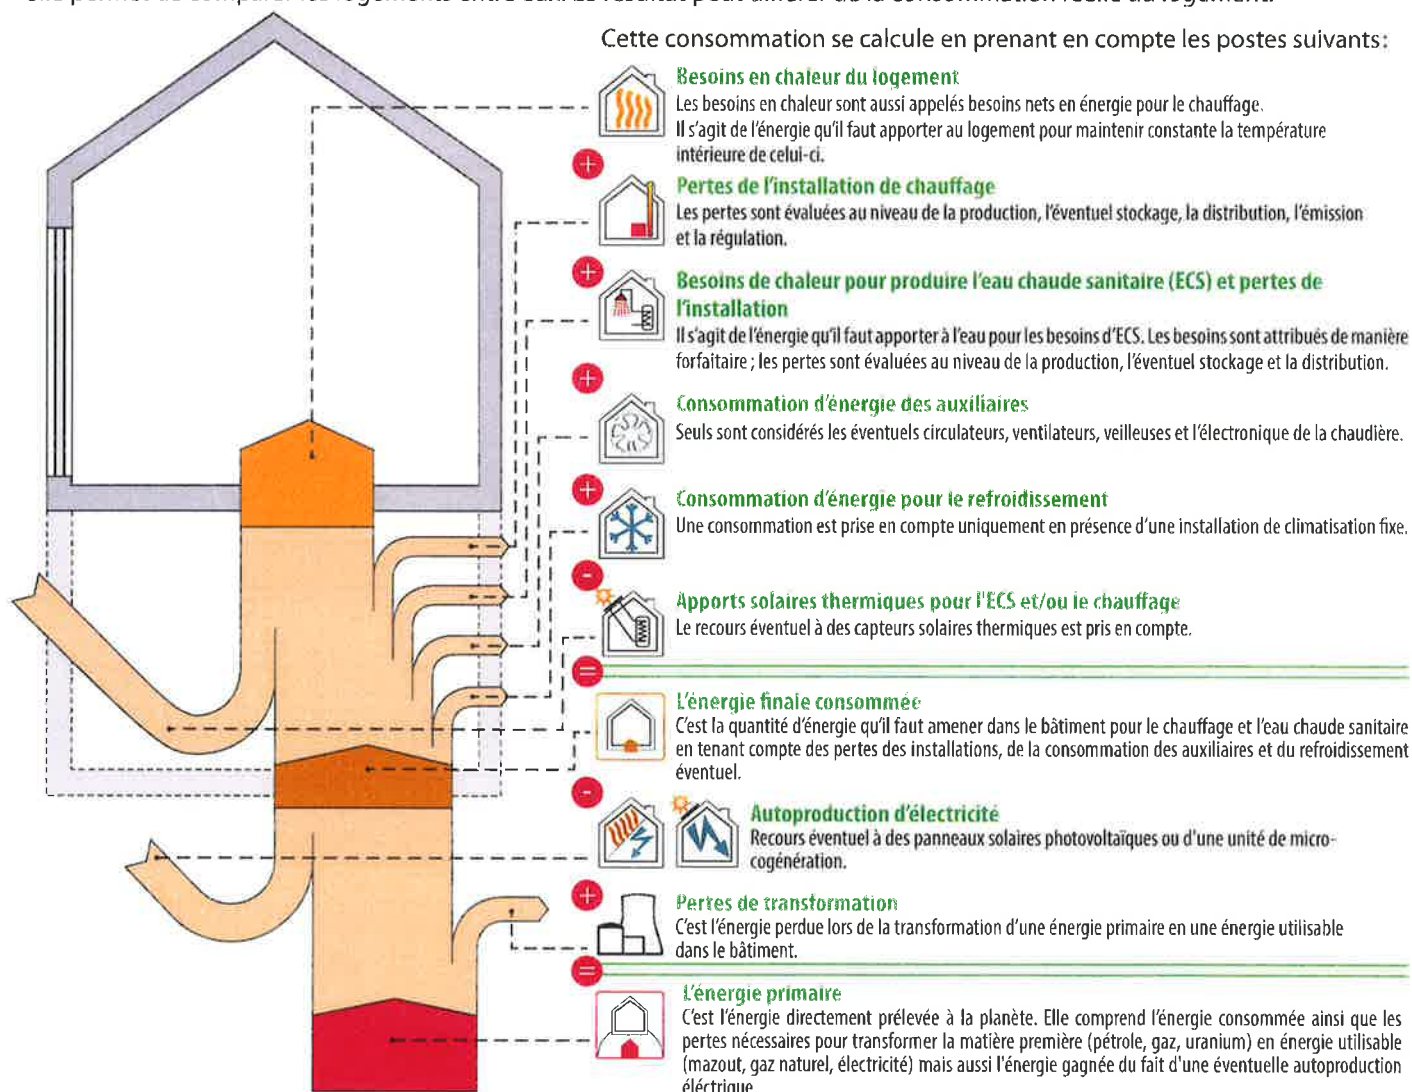 Cette consommation se calcule en prenant en compte les postes suivants:
Besoins en chaleur du logement
Les besoins en chaleur sont aussi appelés besoins nets en énergie pour le chauffage.
Il s'agit de l'énergie qu'il faut apporter au logement pour maintenir constante la température
intérieure de celui-ci.
+
Pertes de l'installation de chauffage
Les pertes sont évaluées au niveau de la production, l'éventuel stockage, la distribution, l'émission
et la régulation.
+
Besoins de chaleur pour produire l'eau chaude sanitaire (ECS) et pertes de
l'installation
Il s'agit de l'énergie qu'il faut apporter à l'eau pour les besoins d'ECS. Les besoins sont attribués de manière
forfaitaire ; les pertes sont évaluées au niveau de la production, l'éventuel stockage et la distribution.
+
Consommation d'énergie des auxiliaires
Seuls sont considérés les éventuels circulateurs, ventilateurs, veilleuses et l'électronique de la chaudière.
+
Consommation d'énergie pour le refroidissement
Une consommation est prise en compte uniquement en présence d'une installation de climatisation fixe.
-
Apports solaires thermiques pour l'ECS et/ou le chauffage
Le recours éventuel à des capteurs solaires thermiques est pris en compte.
=
L'énergie finale consommée
C'est la quantité d'énergie qu'il faut amener dans le bâtiment pour le chauffage et l'eau chaude sanitaire
en tenant compte des pertes des installations, de la consommation des auxiliaires et du refroidissement
éventuel.
-
Autoproduction d'électricité
Recours éventuel à des panneaux solaires photovoltaïques ou d'une unité de micro-
cogénération.
+
Pertes de transformation
C'est l'énergie perdue lors de la transformation d'une énergie primaire en une énergie utilisable
dans le bâtiment.
=
L'énergie primaire
C'est l'énergie directement prélevée à la planète. Elle comprend l'énergie consommée ainsi que les
pertes nécessaires pour transformer la matière première (pétrole, gaz, uranium) en énergie utilisable
(mazout, gaz naturel, électricité) mais aussi l'énergie gagnée du fait d'une éventuelle autoproduction
éléctrique